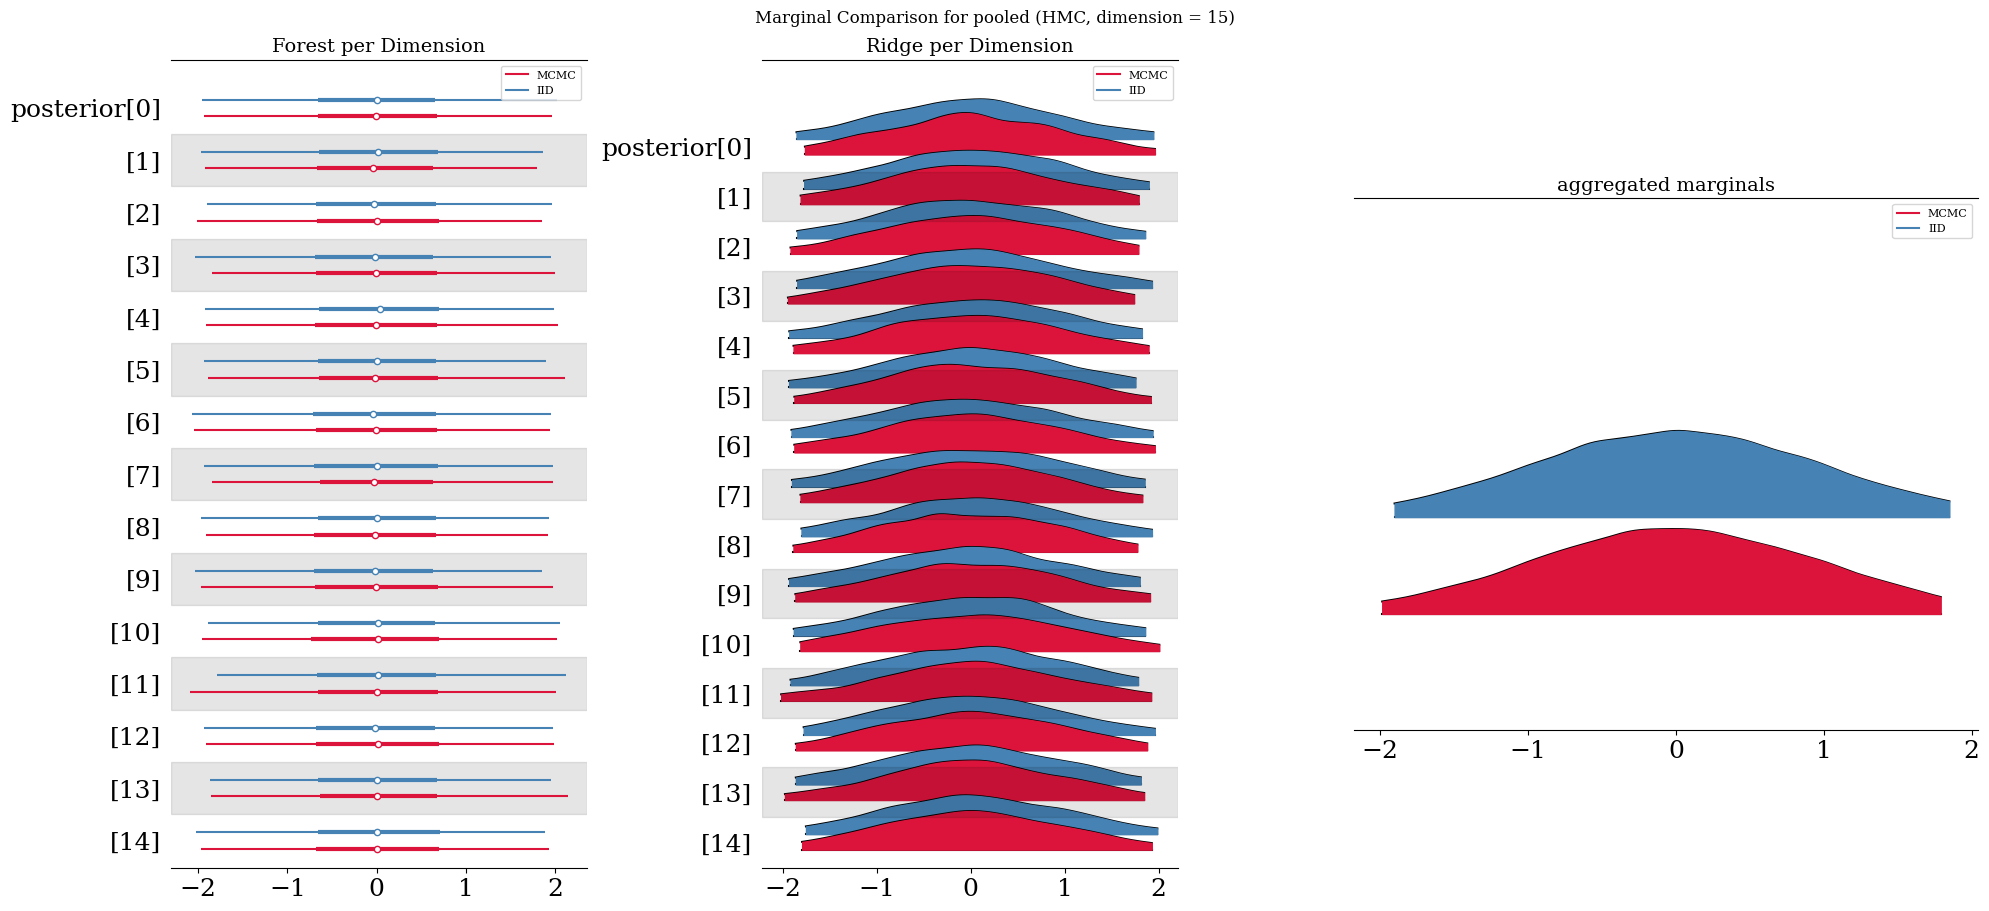 Marginal Comparison for pooled (HMC, dimension = 15)
Forest per Dimension
MCMC
IID
posterior[0]
[1]
[2]
[3]
[4]
[5]
[6]
[7]
[8]
[9]
[10]
[11]
[12]
[13]
[14]
−2 −1 0 1 2
Ridge per Dimension
MCMC
IID
posterior[0]
[1]
[2]
[3]
[4]
[5]
[6]
[7]
[8]
[9]
[10]
[11]
[12]
[13]
[14]
−2 −1 0 1 2
aggregated marginals
MCMC
IID
−2 −1 0 1 2